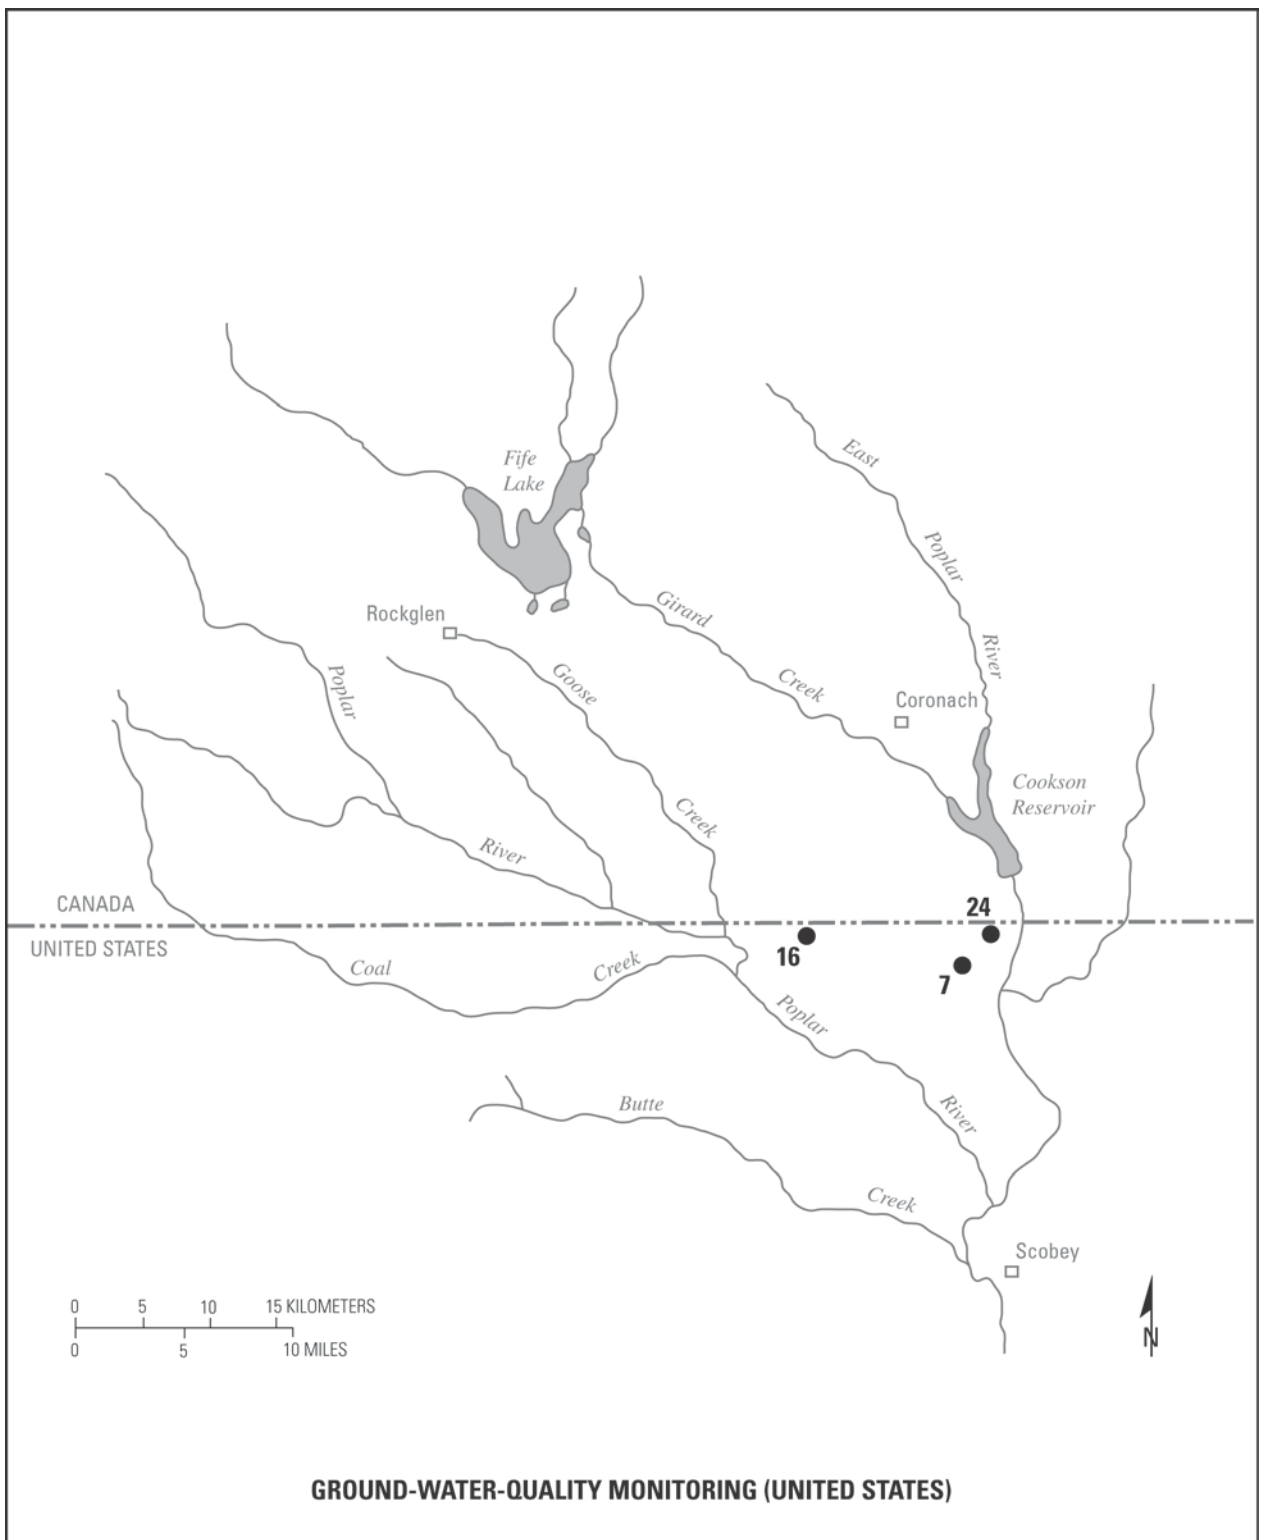 Fife
Lake
East
Poplar
River
Rockglen
Girard
Creek
Poplar
Goose
Creek
Coronach
Cookson
Reservoir
River
CANADA
UNITED STATES
24
16
7
Coal
Creek
Poplar
River
Butte
Creek
Scobey
0 5 10 15 KILOMETERS
0 5 10 MILES
N
GROUND-WATER-QUALITY MONITORING (UNITED STATES)